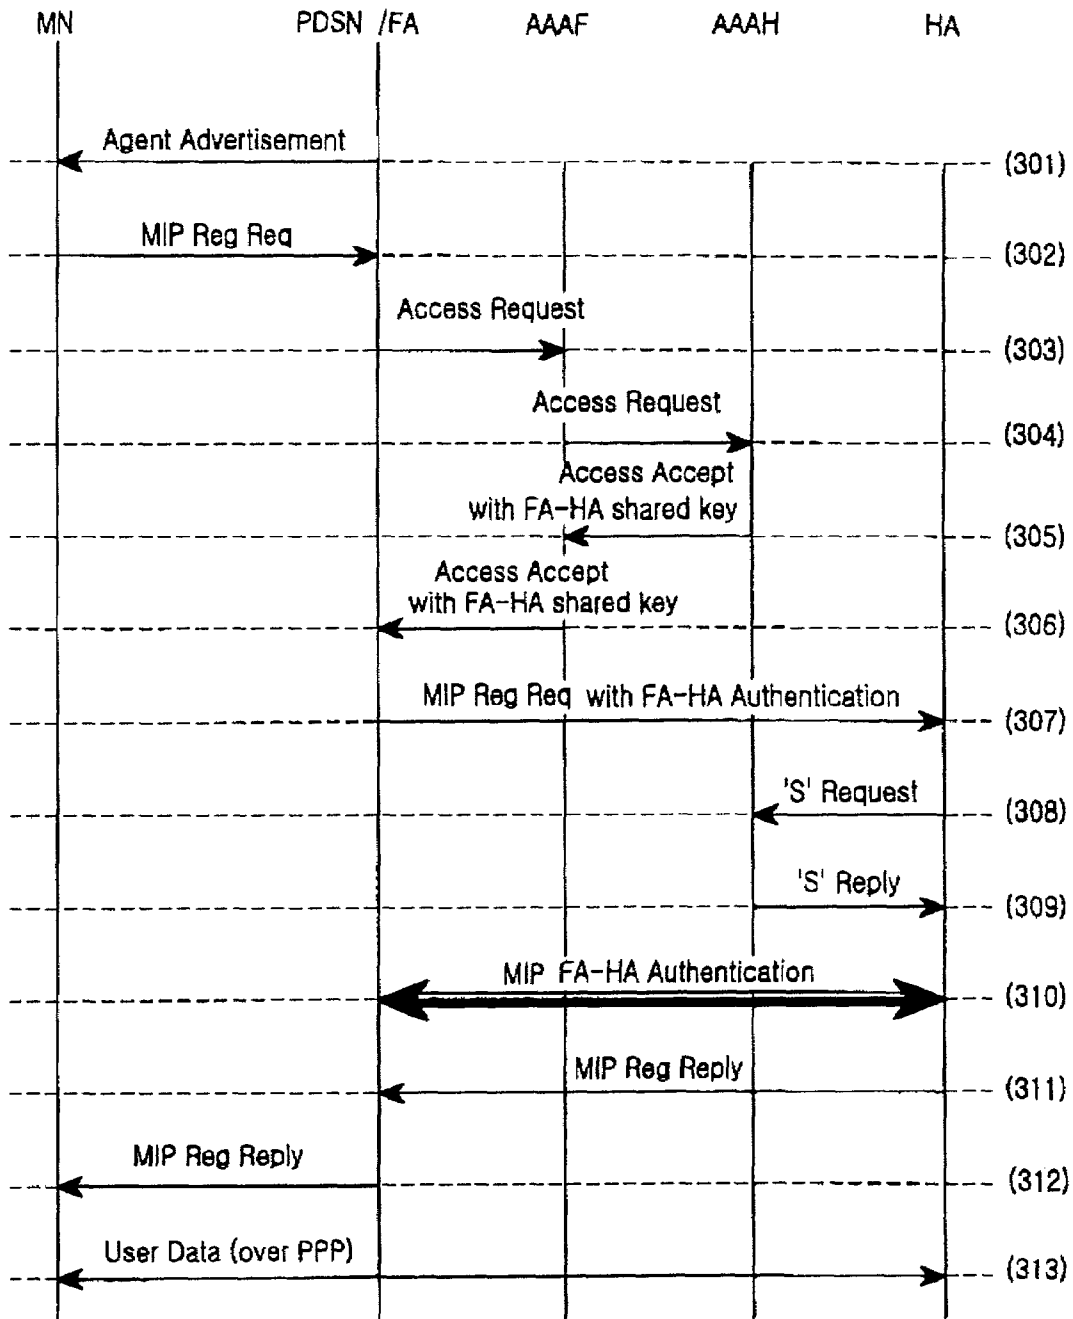 MN PDSN /FA AAAF AAAH HA
Agent Advertisement
(301)
MIP Reg Req
(302)
Access Request
(303)
Access Request
(304)
Access Accept
with FA-HA shared key
(305)
Access Accept
with FA-HA shared key
(306)
MIP Reg Req with FA-HA Authentication
(307)
'S' Request
(308)
'S' Reply
(309)
MIP FA-HA Authentication
(310)
MIP Reg Reply
(311)
MIP Reg Reply
(312)
User Data (over PPP)
(313)